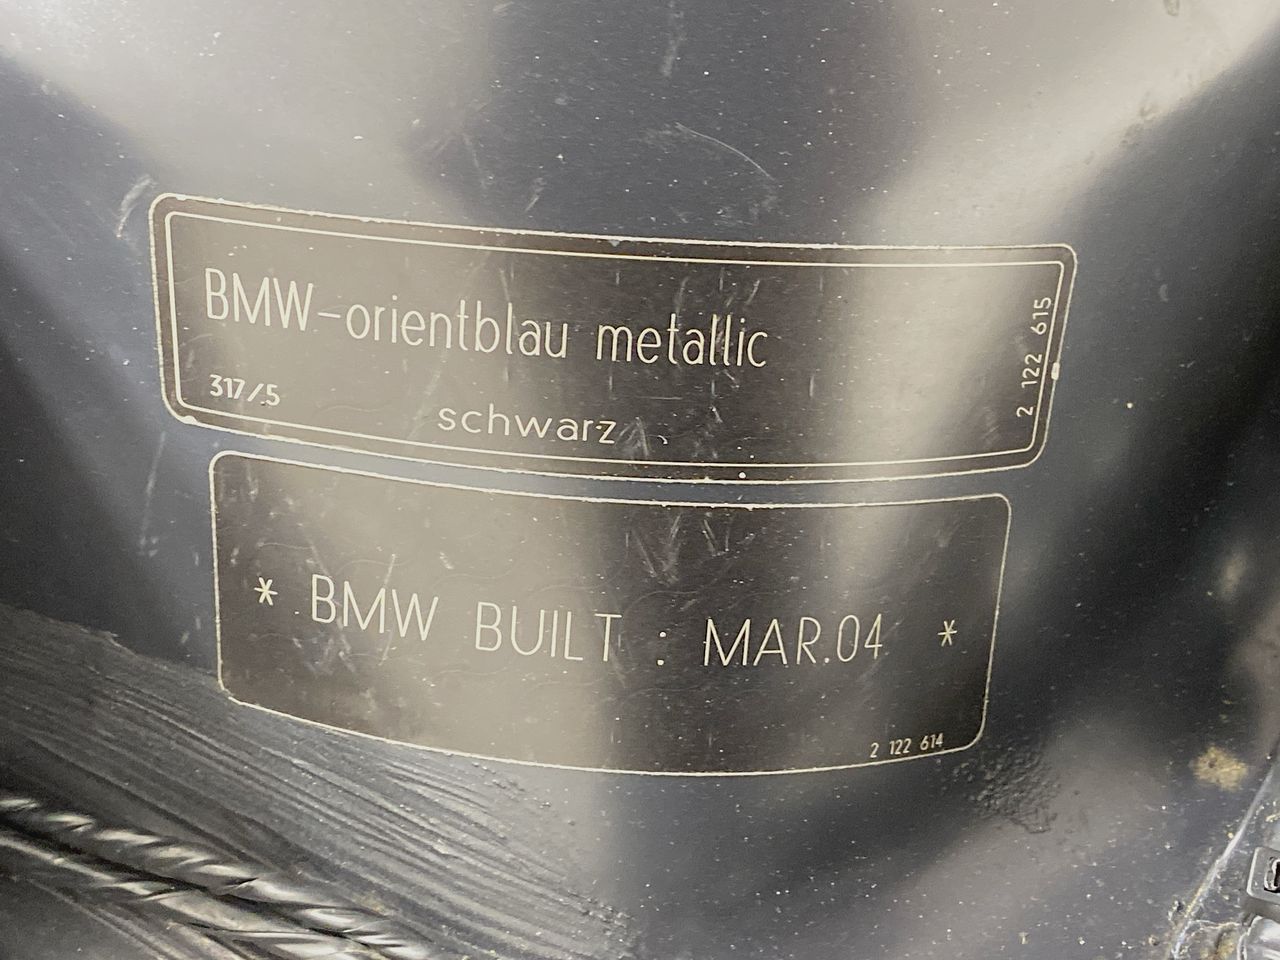 BMW-orientblau metallic
317/5
schwarz
2 122 615
* BMW BUILT : MAR.04 *
2 122 614